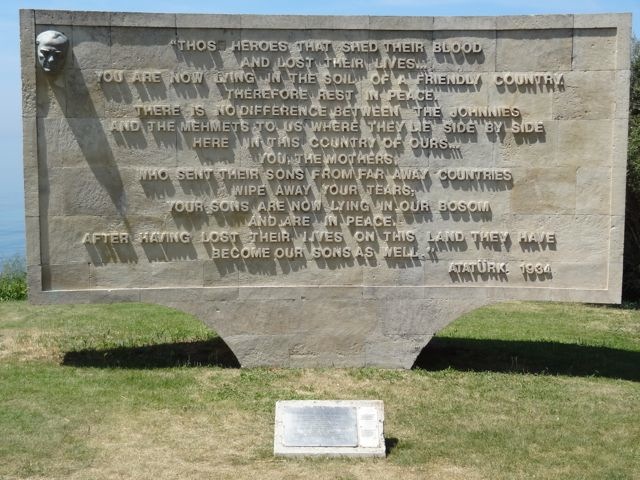 "THOS HEROES THAT SHED THEIR BLOOD
AND LOST THEIR LIVES...
YOU ARE NOW LYING IN THE SOIL OF A FRIENDLY COUNTRY.
THEREFORE REST IN PEACE.
THERE IS NO DIFFERENCE BETWEEN THE JOHNNIES
AND THE MEHMETS TO US WHERE THEY LIE SIDE BY SIDE
HERE IN THIS COUNTRY OF OURS...
YOU, THE MOTHERS,
WHO SENT THEIR SONS FROM FAR AWAY COUNTRIES
WIPE AWAY YOUR TEARS;
YOUR SONS ARE NOW LYING IN OUR BOSOM
AND ARE IN PEACE.
AFTER HAVING LOST THEIR LIVES ON THIS LAND THEY HAVE
BECOME OUR SONS AS WELL.
ATATÜRK, 1934